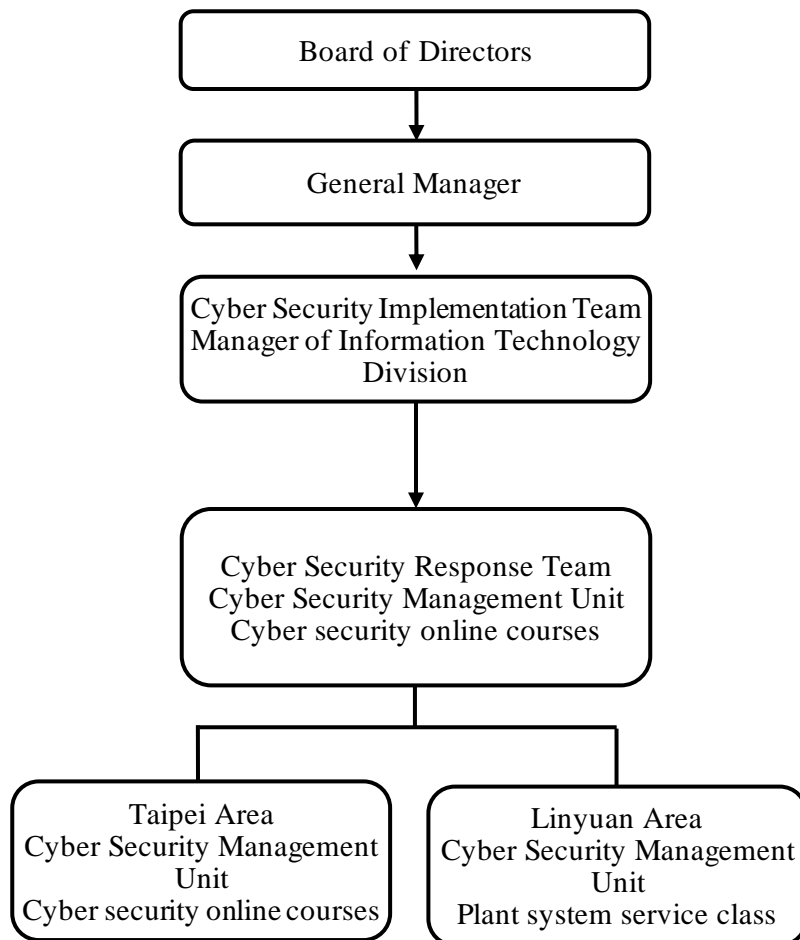 Board of Directors
General Manager
Cyber Security Implementation Team
Manager of Information Technology
Division
Cyber Security Response Team
Cyber Security Management Unit
Cyber security online courses
Taipei Area
Cyber Security Management
Unit
Cyber security online courses
Linyuan Area
Cyber Security Management
Unit
Plant system service class